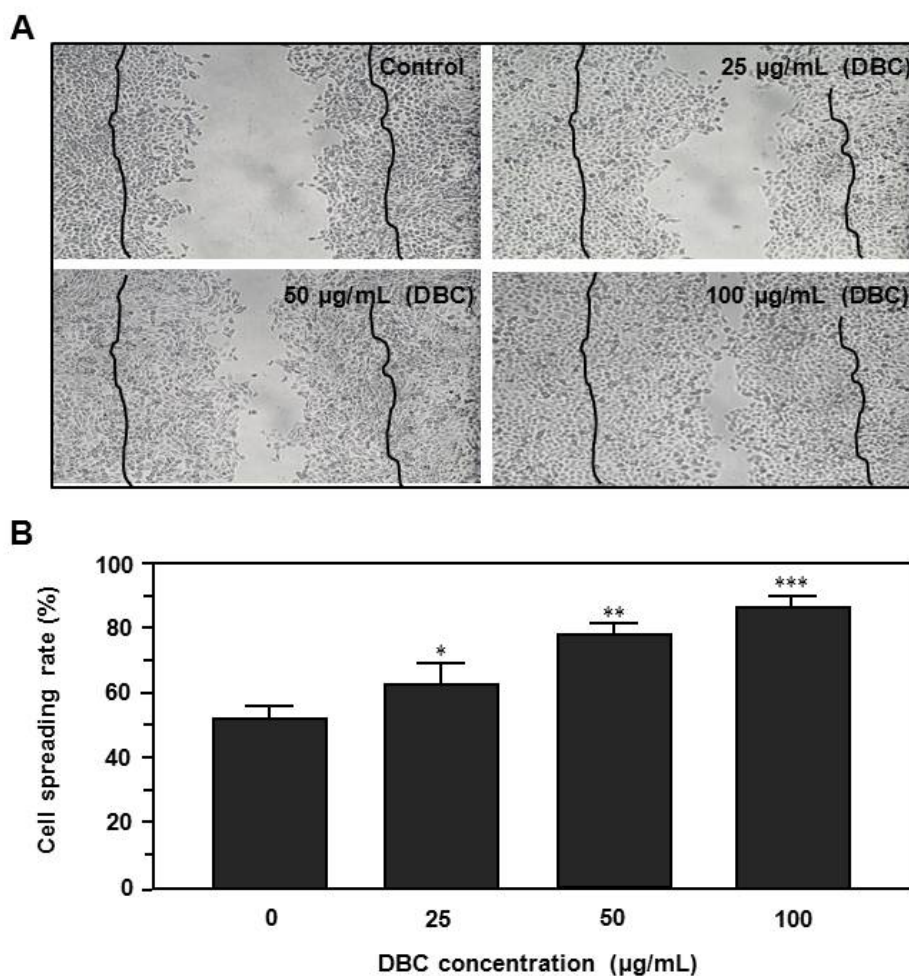 A
Control
25 µg/mL (DBC)
50 µg/mL (DBC)
100 µg/mL (DBC)
B
Cell spreading rate (%)
100
80
60
40
20
0
*
**
***
0 25 50 100
DBC concentration (µg/mL)